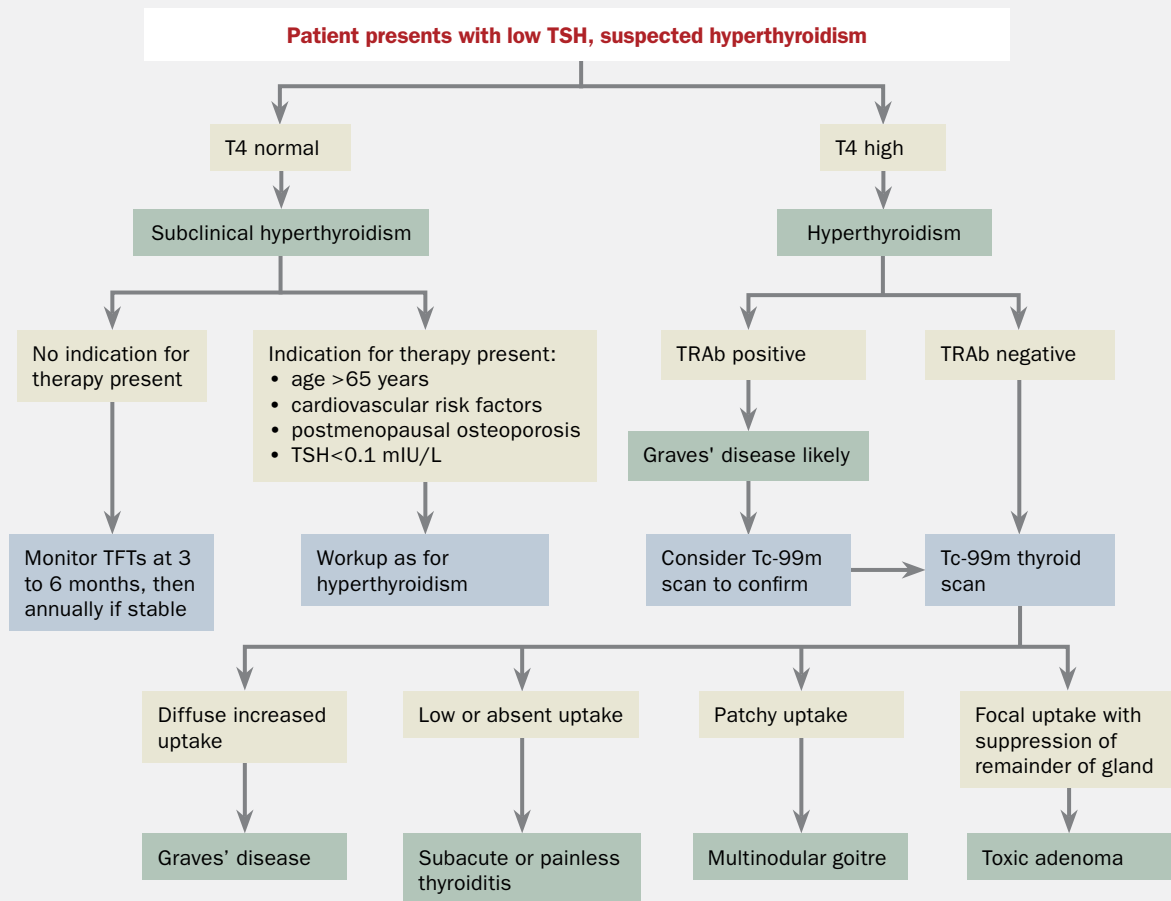 Patient presents with low TSH, suspected hyperthyroidism
T4 normal
T4 high
Subclinical hyperthyroidism
Hyperthyroidism
No indication for
therapy present
Indication for therapy present:
• age >65 years
• cardiovascular risk factors
• postmenopausal osteoporosis
• TSH<0.1 mIU/L
TRAb positive
TRAb negative
Graves' disease likely
Monitor TFTs at 3
to 6 months, then
annually if stable
Workup as for
hyperthyroidism
Consider Tc-99m
scan to confirm
Tc-99m thyroid
scan
Diffuse increased
uptake
Low or absent uptake
Patchy uptake
Focal uptake with
suppression of
remainder of gland
Graves’ disease
Subacute or painless
thyroiditis
Multinodular goitre
Toxic adenoma